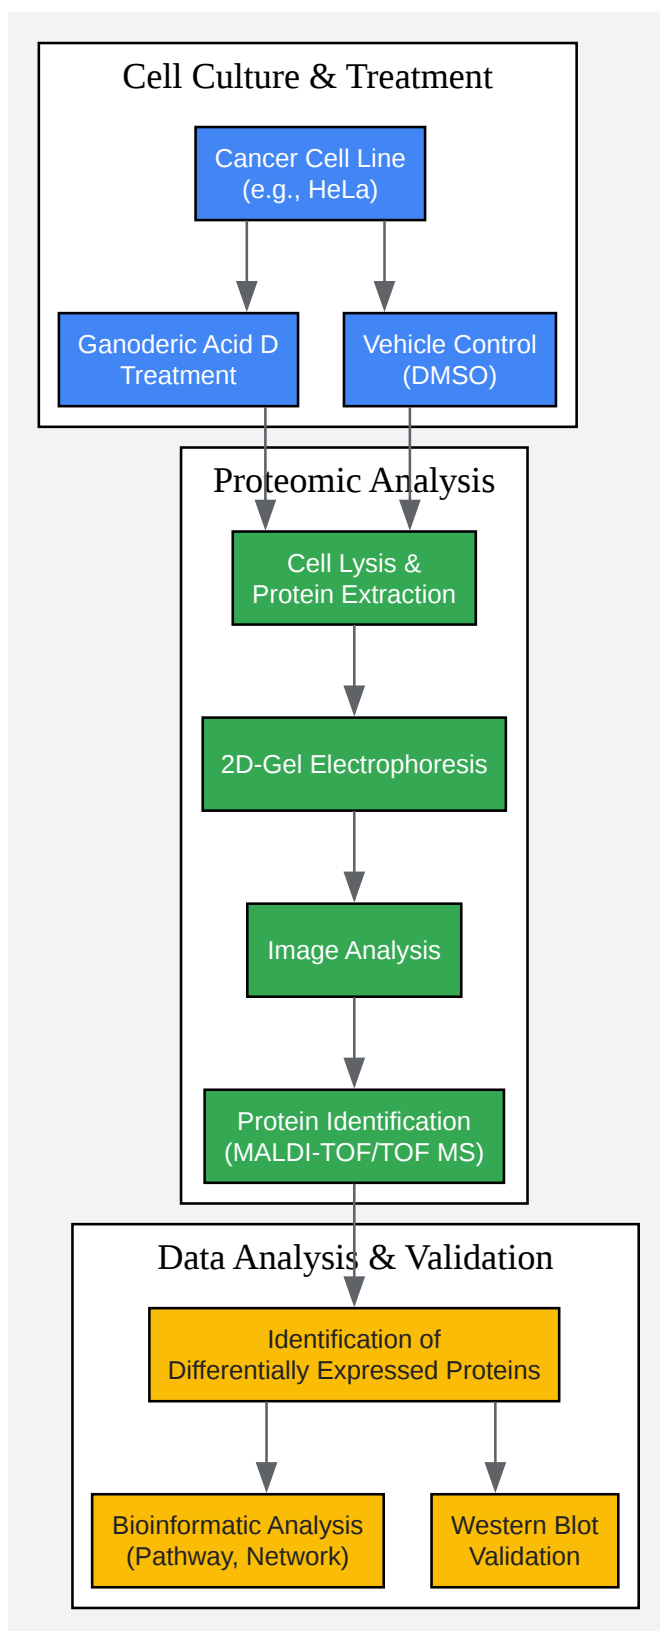 Cell Culture & Treatment
Cancer Cell Line
(e.g., HeLa)
Ganoderic Acid D
Treatment
Vehicle Control
(DMSO)
Proteomic Analysis
Cell Lysis &
Protein Extraction
2D-Gel Electrophoresis
Image Analysis
Protein Identification
(MALDI-TOF/TOF MS)
Data Analysis & Validation
Identification of
Differentially Expressed Proteins
Bioinformatic Analysis
(Pathway, Network)
Western Blot
Validation